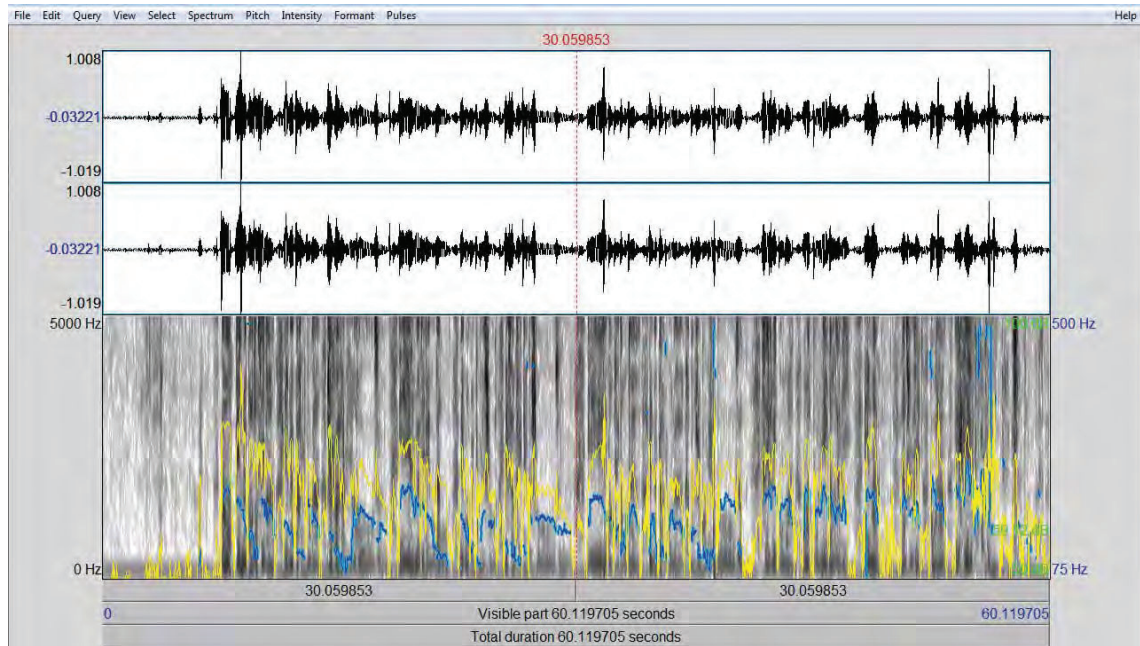 File Edit Query View Select Spectrum Pitch Intensity Formant Pulses Help
30.059853
1.008
-0.03221
-1.019
1.008
-0.03221
-1.019
5000 Hz 500 Hz
0 Hz 75 Hz
30.059853 30.059853
0 Visible part 60.119705 seconds 60.119705
Total duration 60.119705 seconds